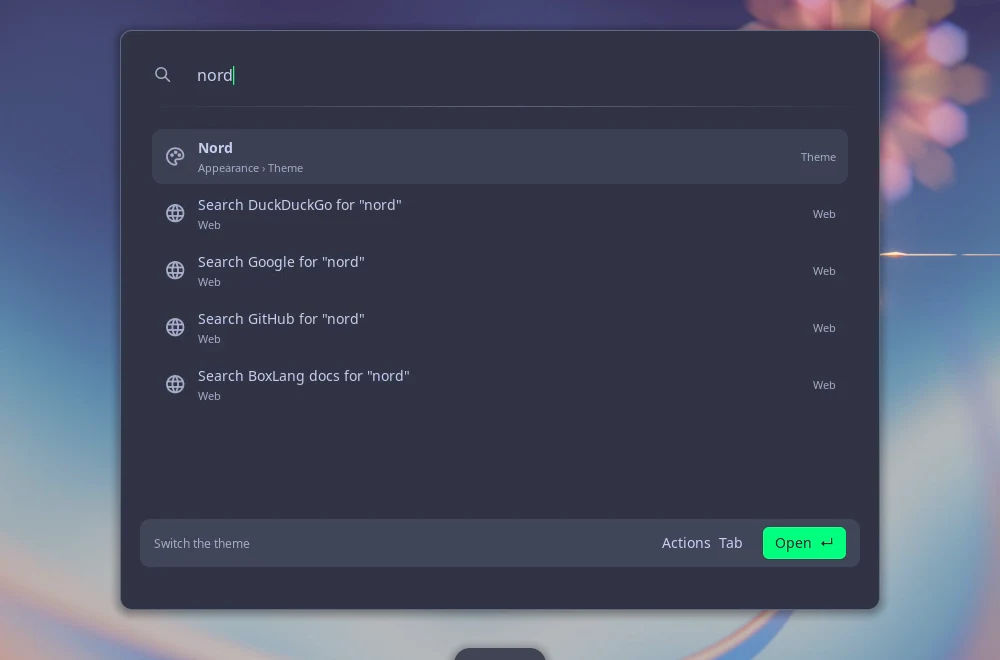 nord
Nord
Appearance › Theme
Theme
Search DuckDuckGo for "nord"
Web
Web
Search Google for "nord"
Web
Web
Search GitHub for "nord"
Web
Web
Search BoxLang docs for "nord"
Web
Web
Switch the theme
Actions Tab
Open